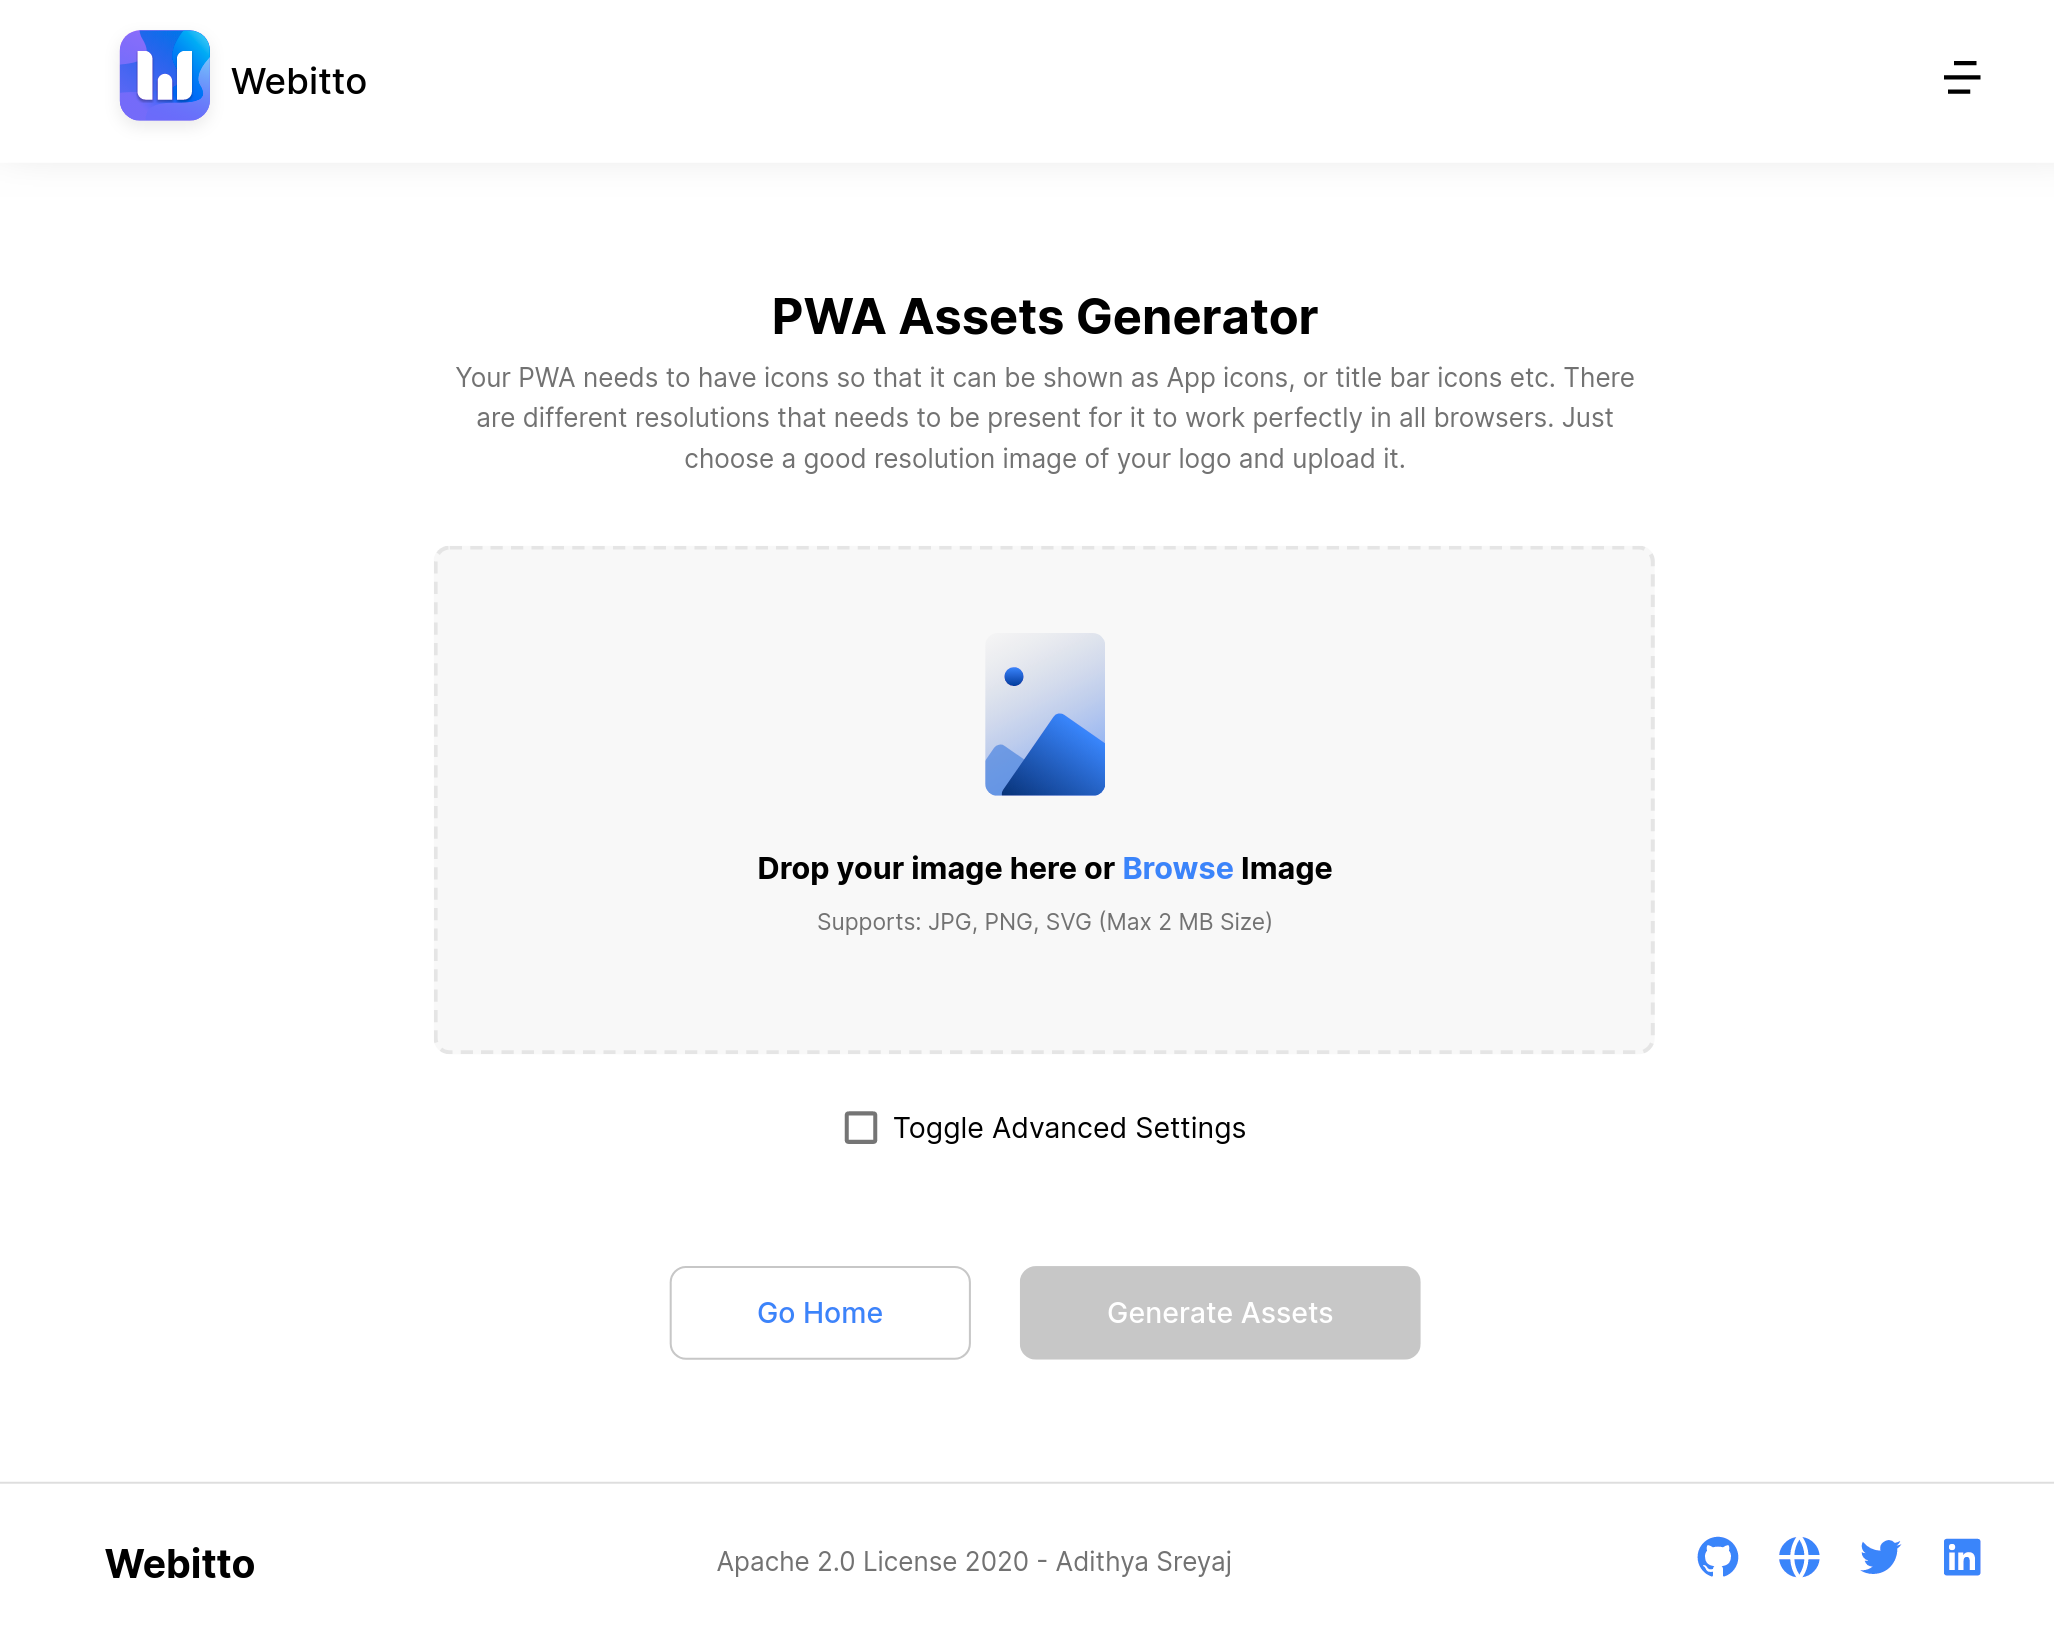 Webitto
PWA Assets Generator
Your PWA needs to have icons so that it can be shown as App icons, or title bar icons etc. There
are different resolutions that needs to be present for it to work perfectly in all browsers. Just
choose a good resolution image of your logo and upload it.
Drop your image here or Browse Image
Supports: JPG, PNG, SVG (Max 2 MB Size)
Toggle Advanced Settings
Go Home
Generate Assets
Webitto
Apache 2.0 License 2020 - Adithya Sreyaj